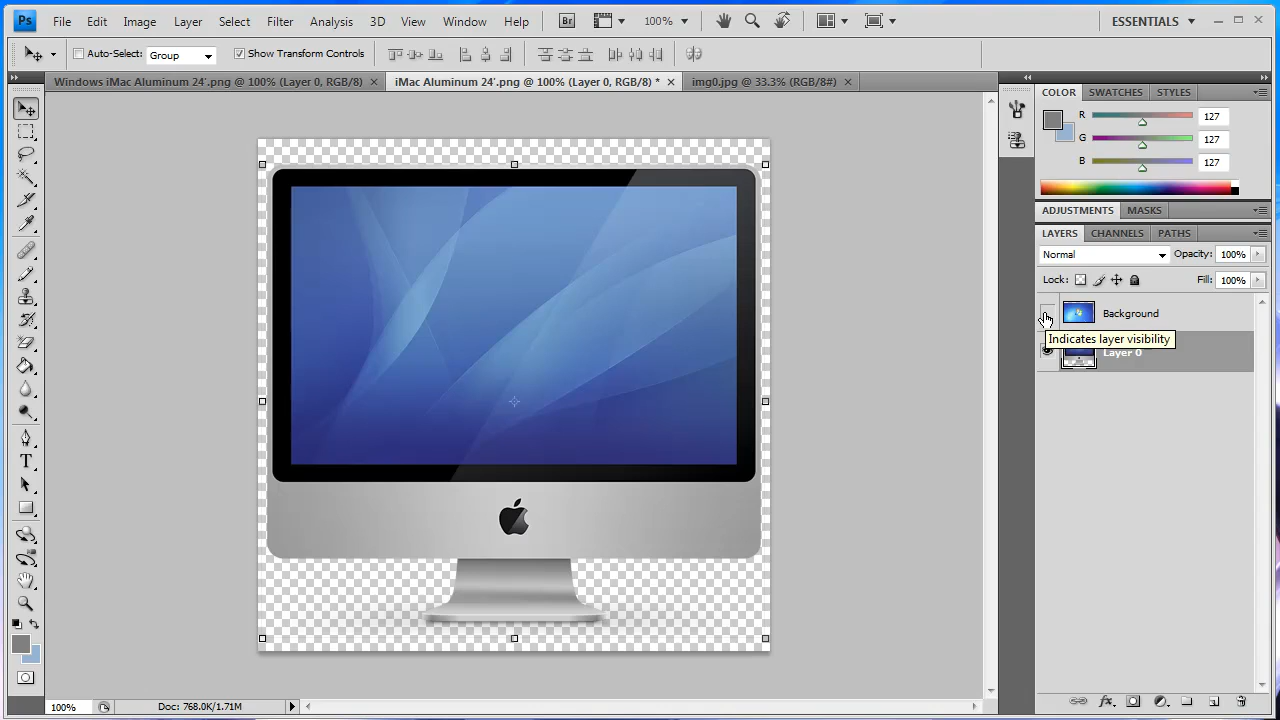 Ps File Edit Image Layer Select Filter Analysis 3D View Window Help Br 100% ESSENTIALS
Auto-Select: Group Show Transform Controls
Windows iMac Aluminum 24'.png @ 100% (Layer 0, RGB/8) iMac Aluminum 24'.png @ 100% (Layer 0, RGB/8) * img0.jpg @ 33.3% (RGB/8#)
COLOR SWATCHES STYLES
R 127
G 127
B 127
ADJUSTMENTS MASKS
LAYERS CHANNELS PATHS
Normal Opacity: 100%
Lock: Fill: 100%
Background
Indicates layer visibility
Layer 0
T
fx
100% Doc: 768.0K/1.71M